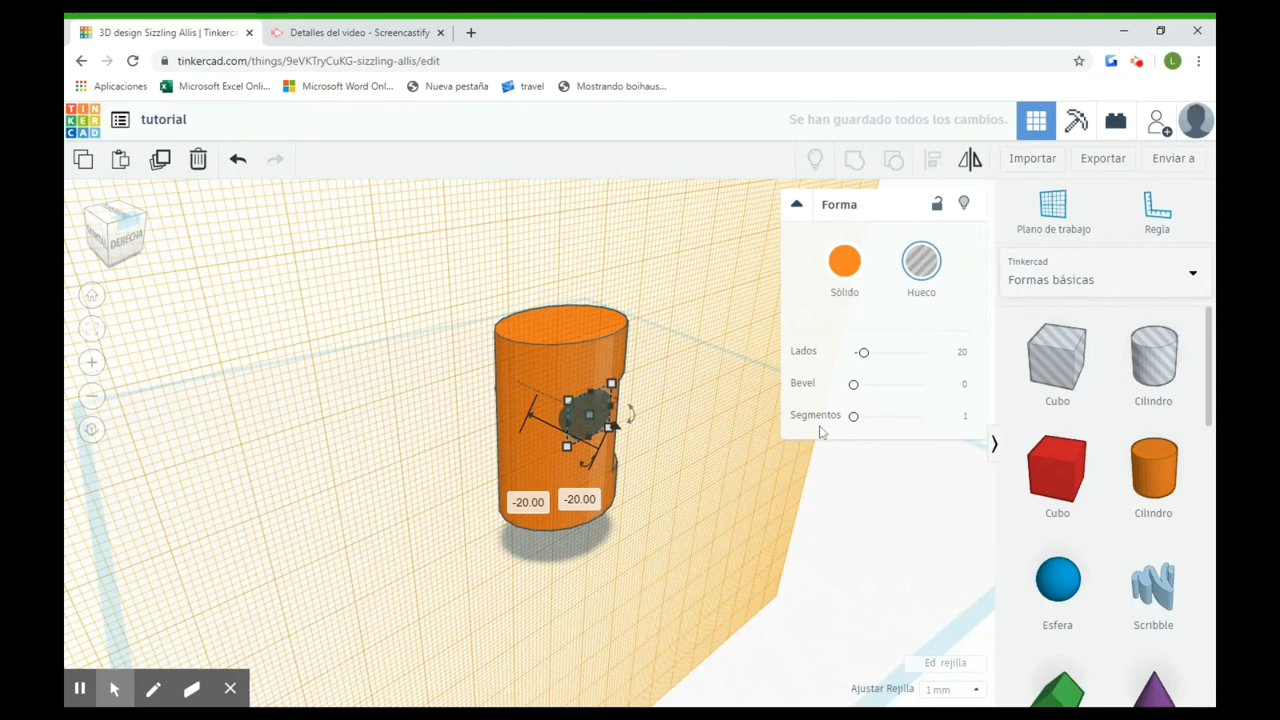 3D design Sizzling Allis | Tinkerca
Detalles del video - Screencastify
tinkercad.com/things/9eVKTryCuKG-sizzling-allis/edit
L
Aplicaciones
Microsoft Excel Onli...
Microsoft Word Onl...
Nueva pestaña
travel
Mostrando boihaus...
TIN
KER
CAD
tutorial
Se han guardado todos los cambios.
Importar
Exportar
Enviar a
DERECHA
Forma
Sólido
Hueco
Lados
20
Bevel
0
Segmentos
1
Plano de trabajo
Regla
Tinkercad
Formas básicas
Cubo
Cilindro
Cubo
Cilindro
Esfera
Scribble
-20.00
-20.00
Ed. rejilla
Ajustar Rejilla
1 mm